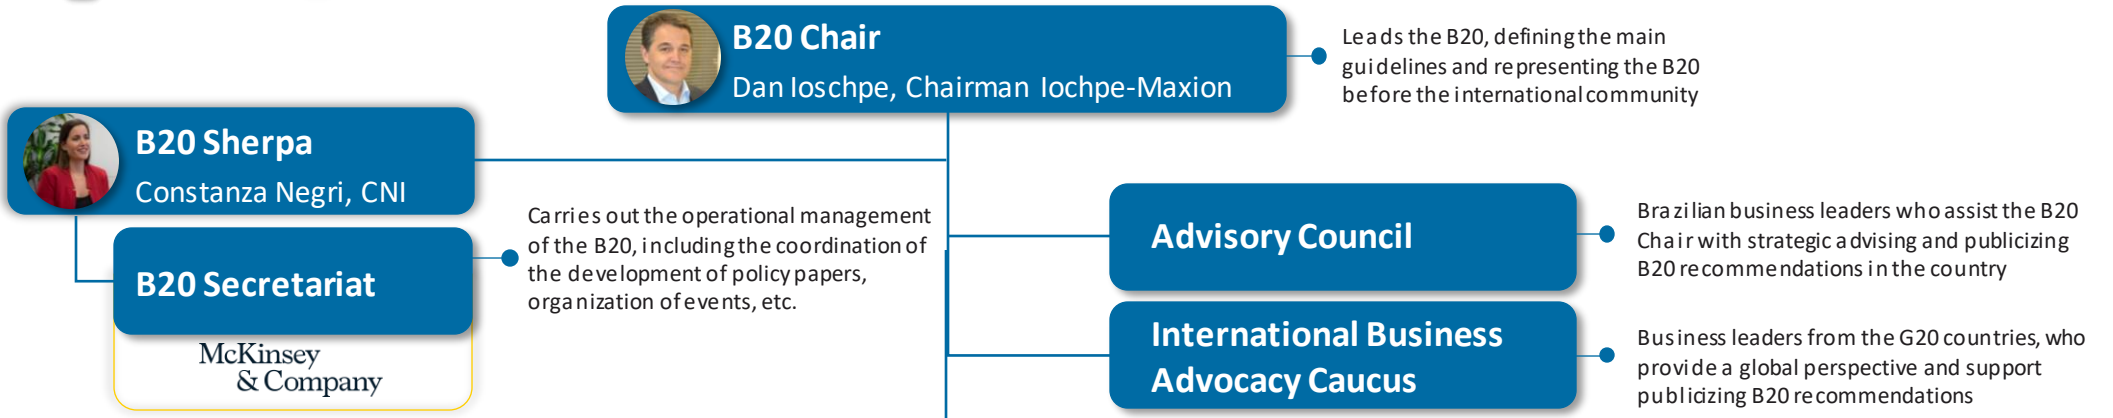 B20 Chair
Dan Ioschpe, Chairman Iochpe-Maxion
Leads the B20, defining the main
guidelines and representing the B20
before the international community
B20 Sherpa
Constanza Negri, CNI
B20 Secretariat
McKinsey
& Company
Carries out the operational management
of the B20, including the coordination of
the development of policy papers,
organization of events, etc.
Advisory Council
Brazilian business leaders who assist the B20
Chair with strategic advising and publicizing
B20 recommendations in the country
International Business
Advocacy Caucus
Business leaders from the G20 countries, who
provide a global perspective and support
publicizing B20 recommendations